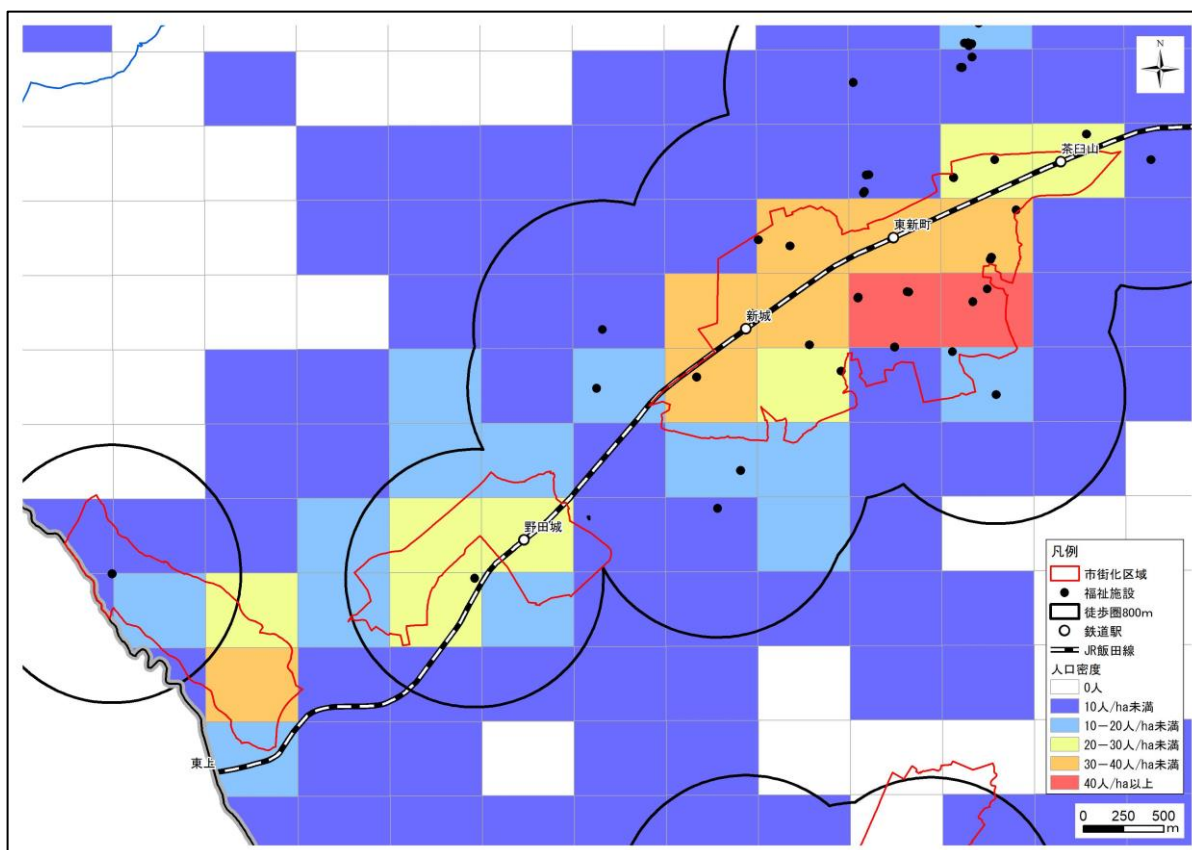 N
茶臼山
東新町
新城
野田城
東上
凡例
市街化区域
福祉施設
徒歩圏800m
鉄道駅
JR飯田線
人口密度
0人
10人/ha未満
10－20人/ha未満
20－30人/ha未満
30－40人/ha未満
40人/ha以上
0 250 500
m